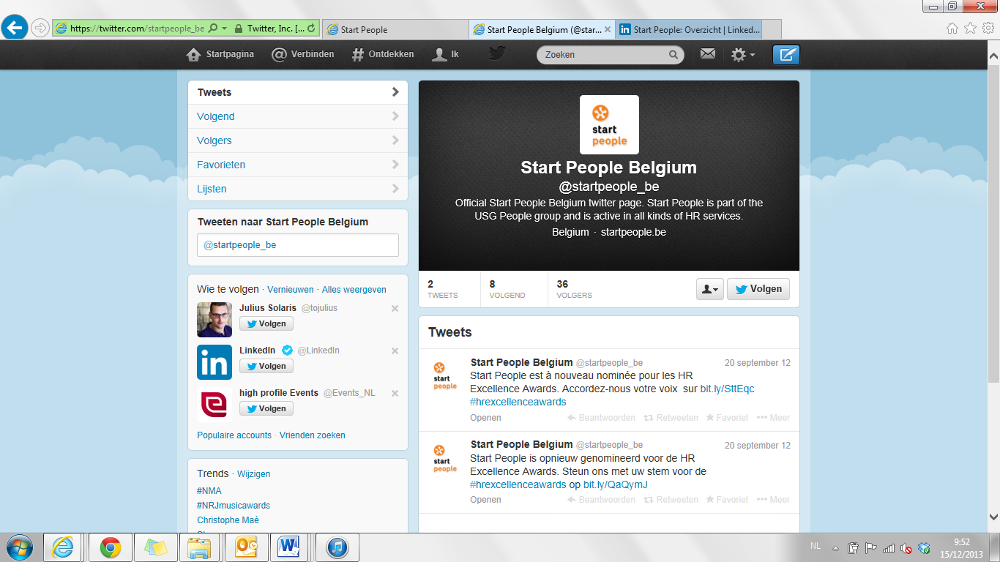 https://twitter.com/startpeople_be
Twitter, Inc. [...
Start People
Start People Belgium (@star...
Start People: Overzicht | Linked...
Startpagina
Verbinden
Ontdekken
Ik
Zoeken
Tweets
Volgend
Volgers
Favorieten
Lijsten
Tweeten naar Start People Belgium
@startpeople_be
Wie te volgen · Vernieuwen · Alles weergeven
Julius Solaris @tojulius
Volgen
LinkedIn @LinkedIn
Volgen
high profile Events @Events_NL
Volgen
Populaire accounts · Vrienden zoeken
Trends · Wijzigen
#NMA
#NRJmusicawards
Christophe Maé
start
people
Start People Belgium
@startpeople_be
Official Start People Belgium twitter page. Start People is part of the
USG People group and is active in all kinds of HR services.
Belgium · startpeople.be
2
TWEETS
8
VOLGEND
36
VOLGERS
Volgen
Tweets
start
people
Start People Belgium @startpeople_be
20 september 12
Start People est à nouveau nominée pour les HR
Excellence Awards. Accordez-nous votre voix sur bit.ly/SttEqc
#hrexcellenceawards
Openen
Beantwoorden
Retweeten
Favoriet
Meer
start
people
Start People Belgium @startpeople_be
20 september 12
Start People is opnieuw genomineerd voor de HR
Excellence Awards. Steun ons met uw stem voor de
#hrexcellenceawards op bit.ly/QaQymJ
Openen
Beantwoorden
Retweeten
Favoriet
Meer
NL
9:52
15/12/2013